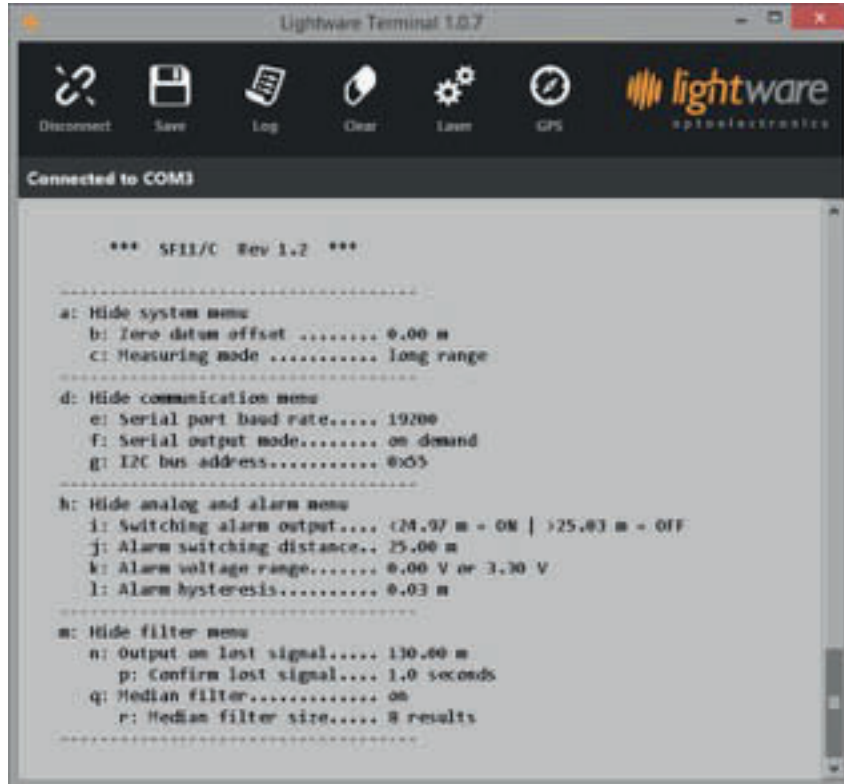 Lightware Terminal 1.0.7
Disconnect Save Log Clear Laser GPS
lightware
optoelectronics
Connected to COM3
*** SF11/C Rev 1.2 ***
-------------------------------------
a: Hide system menu
b: Zero datum offset ........ 0.00 m
c: Measuring mode ........... long range
-------------------------------------
d: Hide communication menu
e: Serial port baud rate..... 19200
f: Serial output mode........ on demand
g: I2C bus address........... 0x55
-------------------------------------
h: Hide analog and alarm menu
i: Switching alarm output.... <24.97 m = ON | >25.03 m = OFF
j: Alarm switching distance.. 25.00 m
k: Alarm voltage range....... 0.00 V or 3.30 V
l: Alarm hysteresis.......... 0.03 m
-------------------------------------
m: Hide filter menu
n: Output on lost signal..... 130.00 m
p: Confirm lost signal.... 1.0 seconds
q: Median filter............. on
r: Median filter size..... 8 results
-------------------------------------